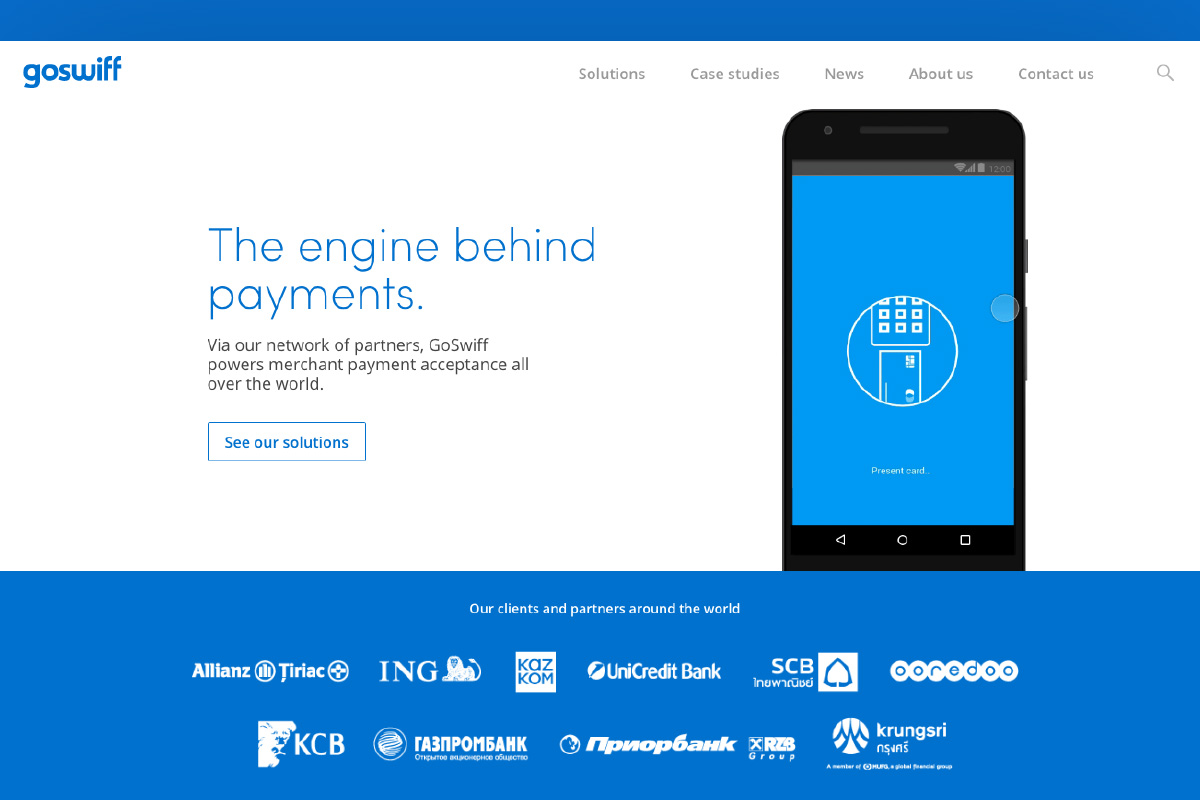 goswiff
Solutions
Case studies
News
About us
Contact us
12:00
The engine behind
payments.
Via our network of partners, GoSwiff
powers merchant payment acceptance all
over the world.
See our solutions
Present card..
Our clients and partners around the world
Allianz Țiriac
ING
KAZ
KOM
UniCredit Bank
SCB
ไทยพาณิชย์
ooredoo
KCB
ГАЗПРОМБАНК
Открытое акционерное общество
Приорбанк
RZB
Group
krungsri
กรุงศรี
A member of MUFG, a global financial group